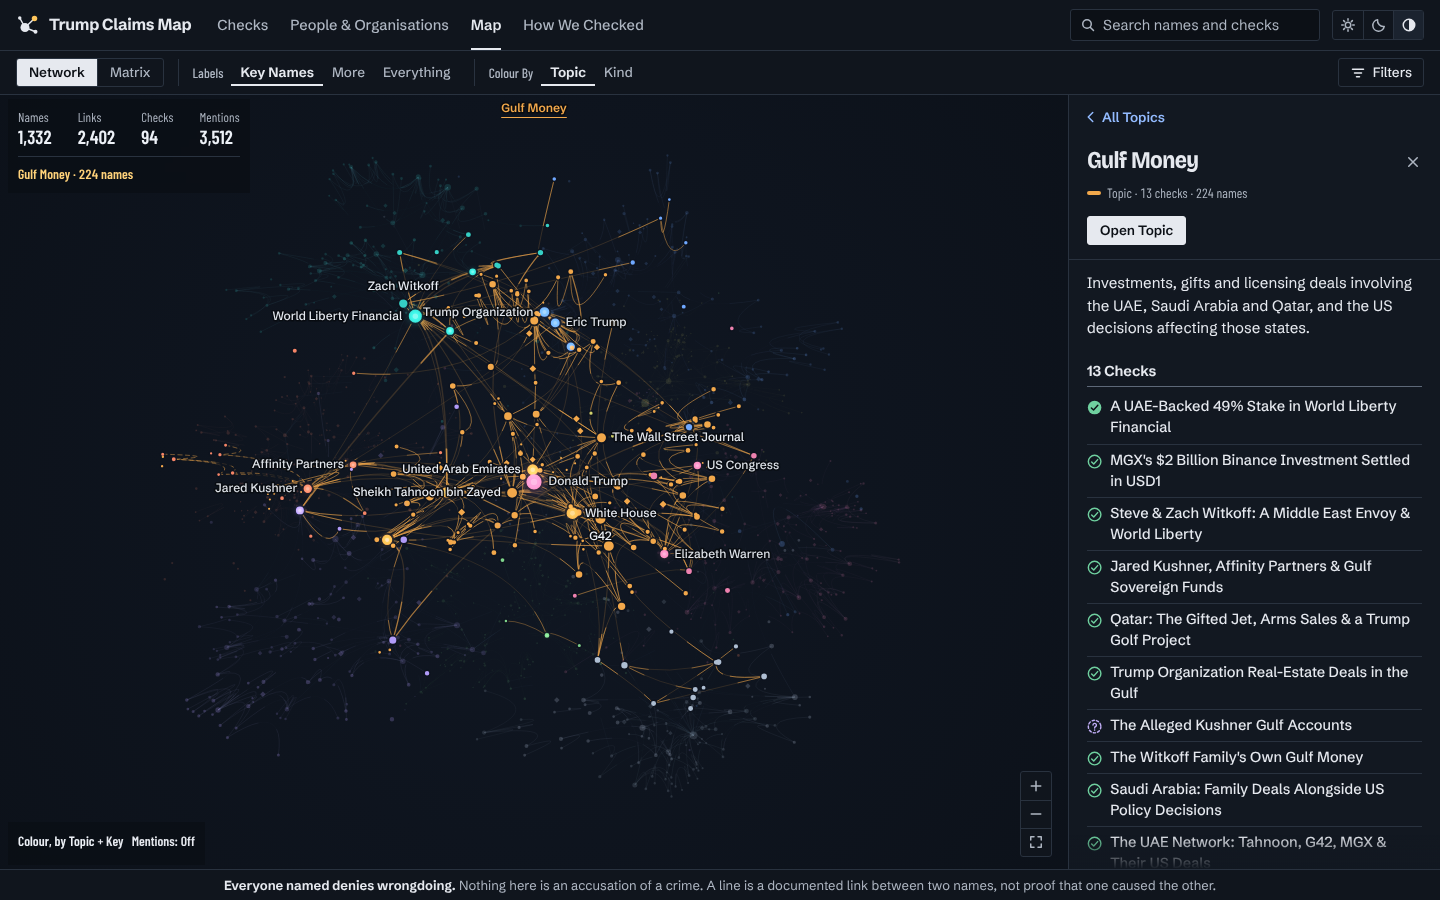 Trump Claims Map
Checks
People & Organisations
Map
How We Checked
Search names and checks
Network
Matrix
Labels
Key Names
More
Everything
Colour By
Topic
Kind
Filters
Names
Links
Checks
Mentions
1,332
2,402
94
3,512
Gulf Money · 224 names
Gulf Money
Zach Witkoff
World Liberty Financial
Trump Organization
Eric Trump
The Wall Street Journal
Affinity Partners
United Arab Emirates
US Congress
Jared Kushner
Sheikh Tahnoon bin Zayed
Donald Trump
White House
G42
Elizabeth Warren
Colour, by Topic + Key
Mentions: Off
All Topics
Gulf Money
Topic · 13 checks · 224 names
Open Topic
Investments, gifts and licensing deals involving
the UAE, Saudi Arabia and Qatar, and the US
decisions affecting those states.
13 Checks
A UAE-Backed 49% Stake in World Liberty
Financial
MGX's $2 Billion Binance Investment Settled
in USD1
Steve & Zach Witkoff: A Middle East Envoy &
World Liberty
Jared Kushner, Affinity Partners & Gulf
Sovereign Funds
Qatar: The Gifted Jet, Arms Sales & a Trump
Golf Project
Trump Organization Real-Estate Deals in the
Gulf
The Alleged Kushner Gulf Accounts
The Witkoff Family's Own Gulf Money
Saudi Arabia: Family Deals Alongside US
Policy Decisions
The UAE Network: Tahnoon, G42, MGX &
Their US Deals
Everyone named denies wrongdoing. Nothing here is an accusation of a crime. A line is a documented link between two names, not proof that one caused the other.